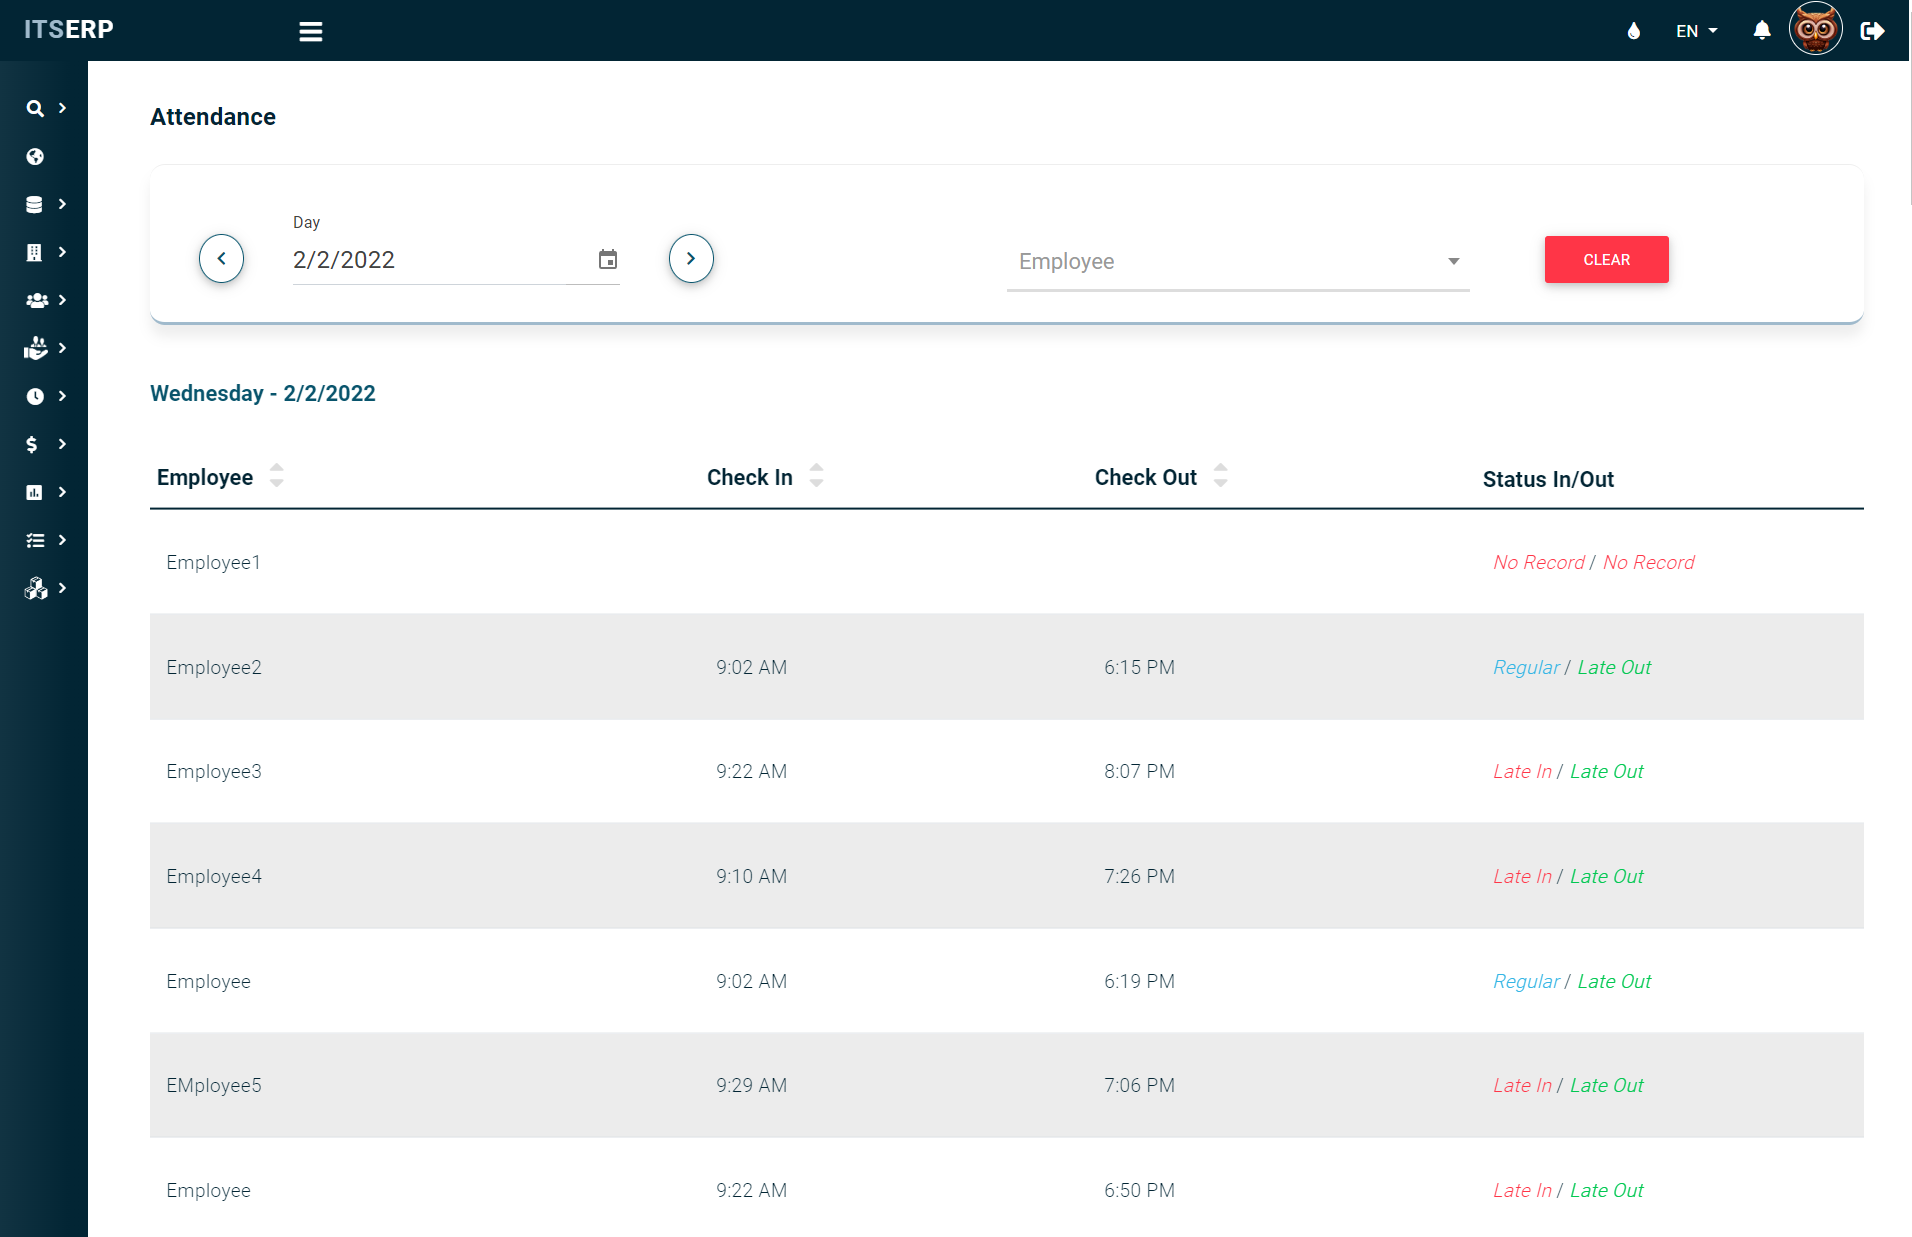 ITSERP
EN
Attendance
Day
2/2/2022
Employee
CLEAR
Wednesday - 2/2/2022
Employee Check In Check Out Status In/Out
Employee1 No Record / No Record
Employee2 9:02 AM 6:15 PM Regular / Late Out
Employee3 9:22 AM 8:07 PM Late In / Late Out
Employee4 9:10 AM 7:26 PM Late In / Late Out
Employee 9:02 AM 6:19 PM Regular / Late Out
EMployee5 9:29 AM 7:06 PM Late In / Late Out
Employee 9:22 AM 6:50 PM Late In / Late Out